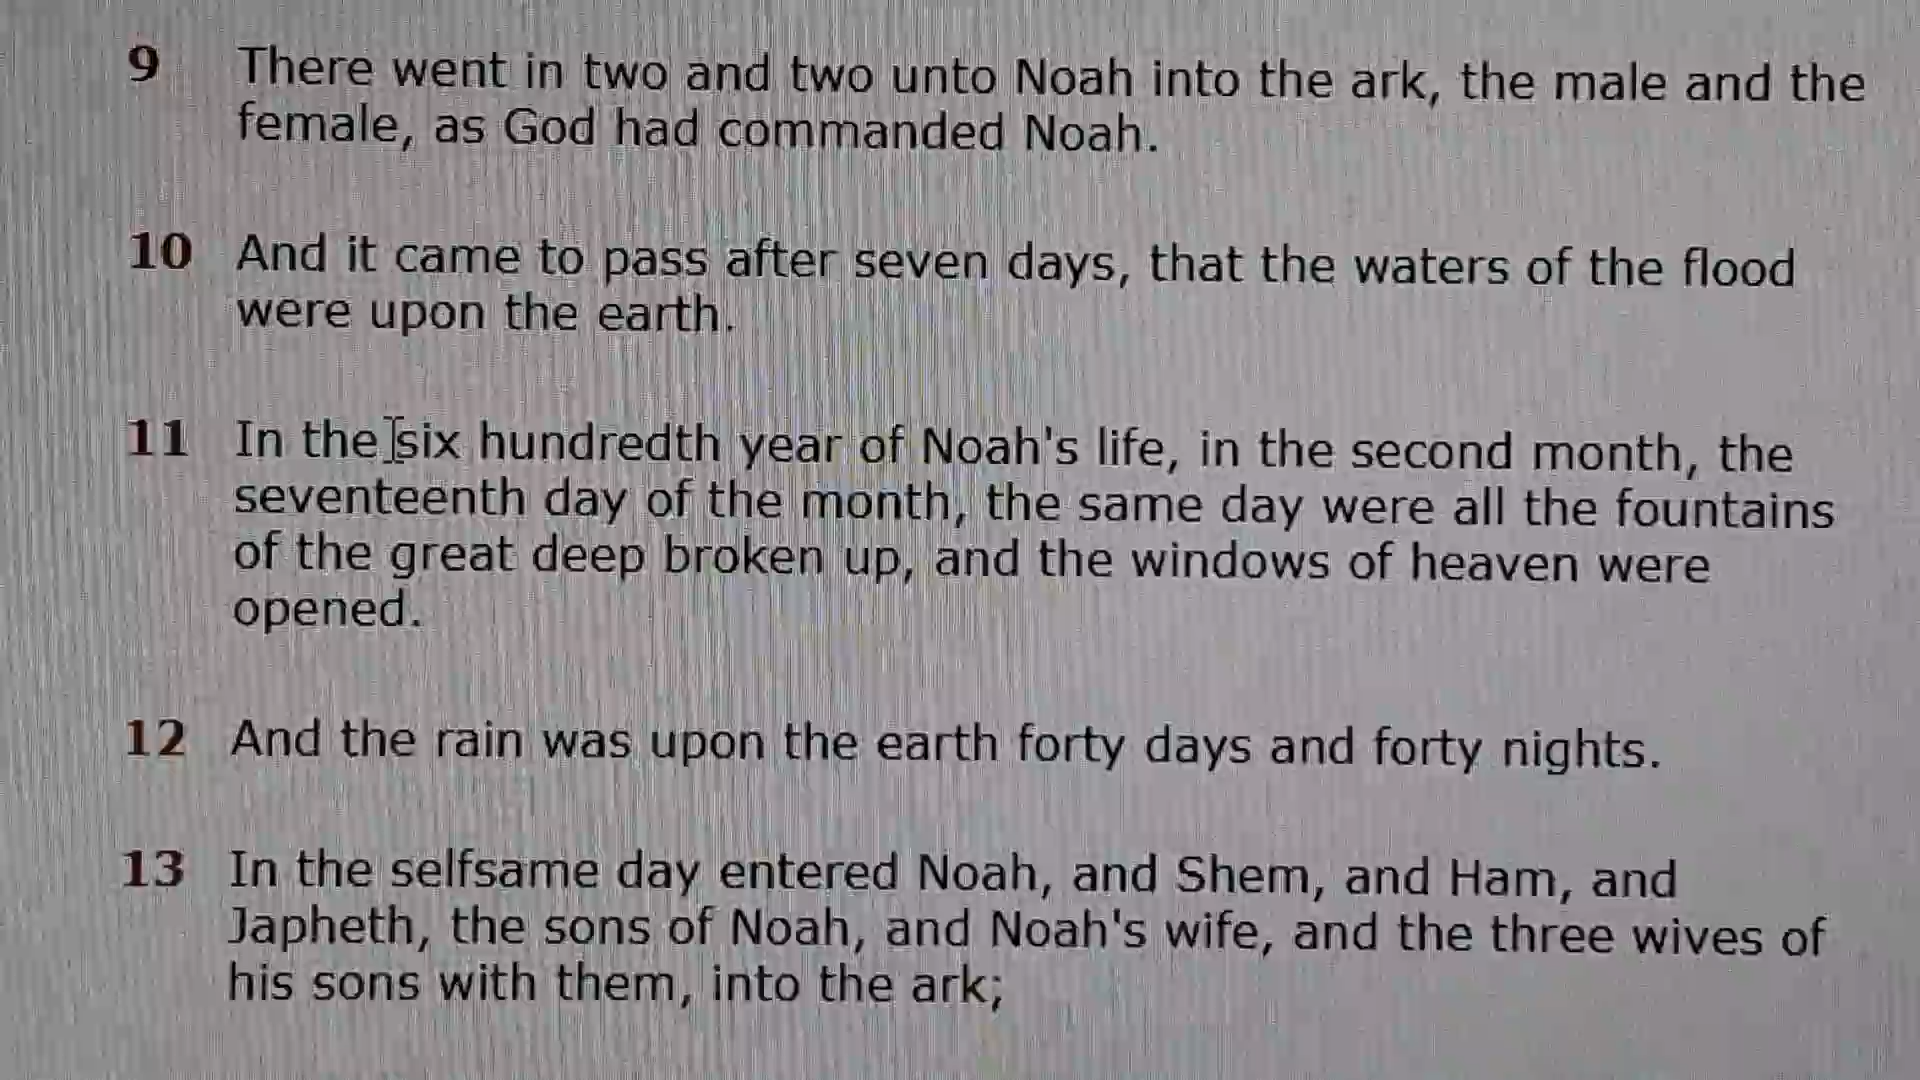 9 There went in two and two unto Noah into the ark, the male and the
female, as God had commanded Noah.
10 And it came to pass after seven days, that the waters of the flood
were upon the earth.
11 In the six hundredth year of Noah's life, in the second month, the
seventeenth day of the month, the same day were all the fountains
of the great deep broken up, and the windows of heaven were
opened.
12 And the rain was upon the earth forty days and forty nights.
13 In the selfsame day entered Noah, and Shem, and Ham, and
Japheth, the sons of Noah, and Noah's wife, and the three wives of
his sons with them, into the ark;